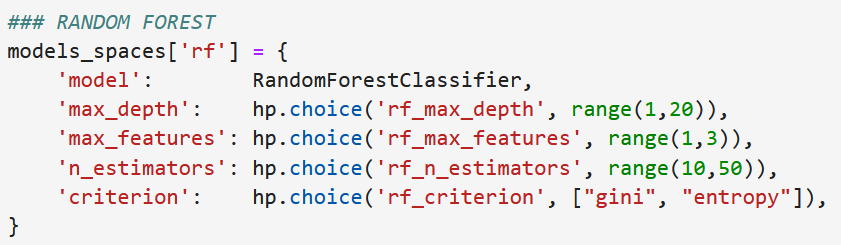 ### RANDOM FOREST
models_spaces['rf'] = {
    'model':        RandomForestClassifier,
    'max_depth':    hp.choice('rf_max_depth', range(1,20)),
    'max_features': hp.choice('rf_max_features', range(1,3)),
    'n_estimators': hp.choice('rf_n_estimators', range(10,50)),
    'criterion':    hp.choice('rf_criterion', ["gini", "entropy"]),
}